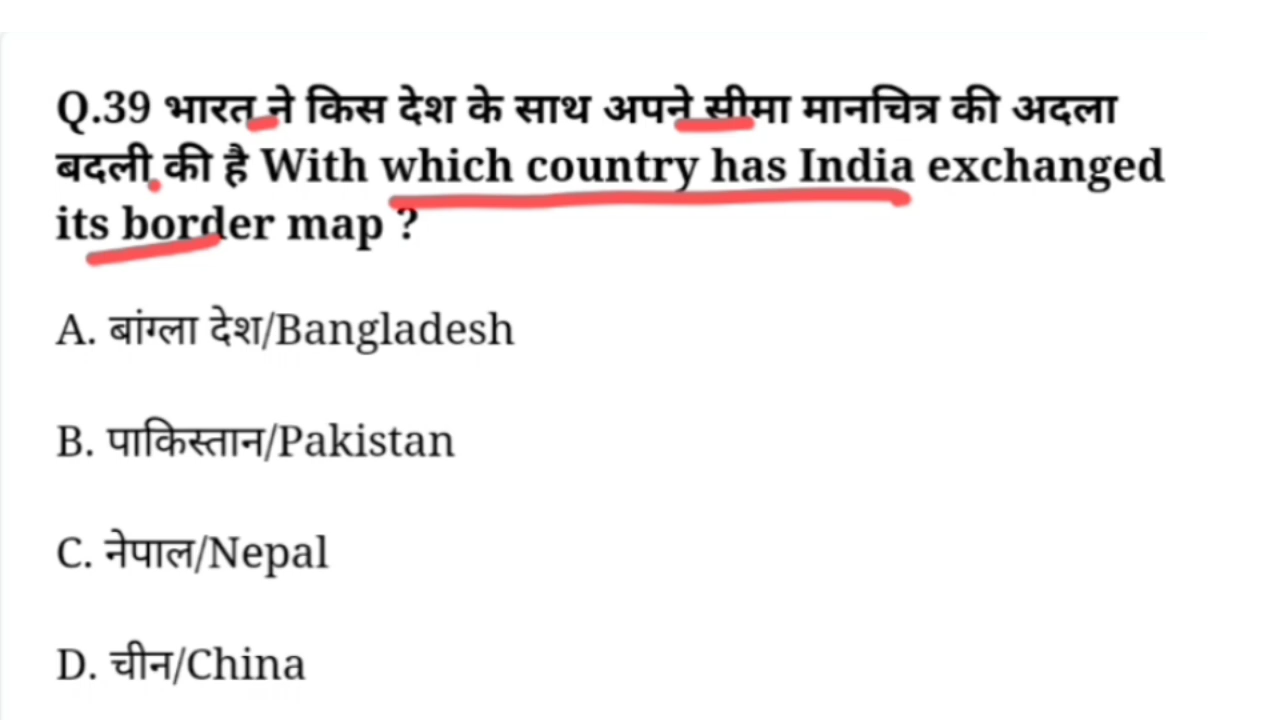 Q.39 भारत ने किस देश के साथ अपने सीमा मानचित्र की अदला
बदली की है With which country has India exchanged
its border map ?
A. बांग्ला देश/Bangladesh
B. पाकिस्तान/Pakistan
C. नेपाल/Nepal
D. चीन/China